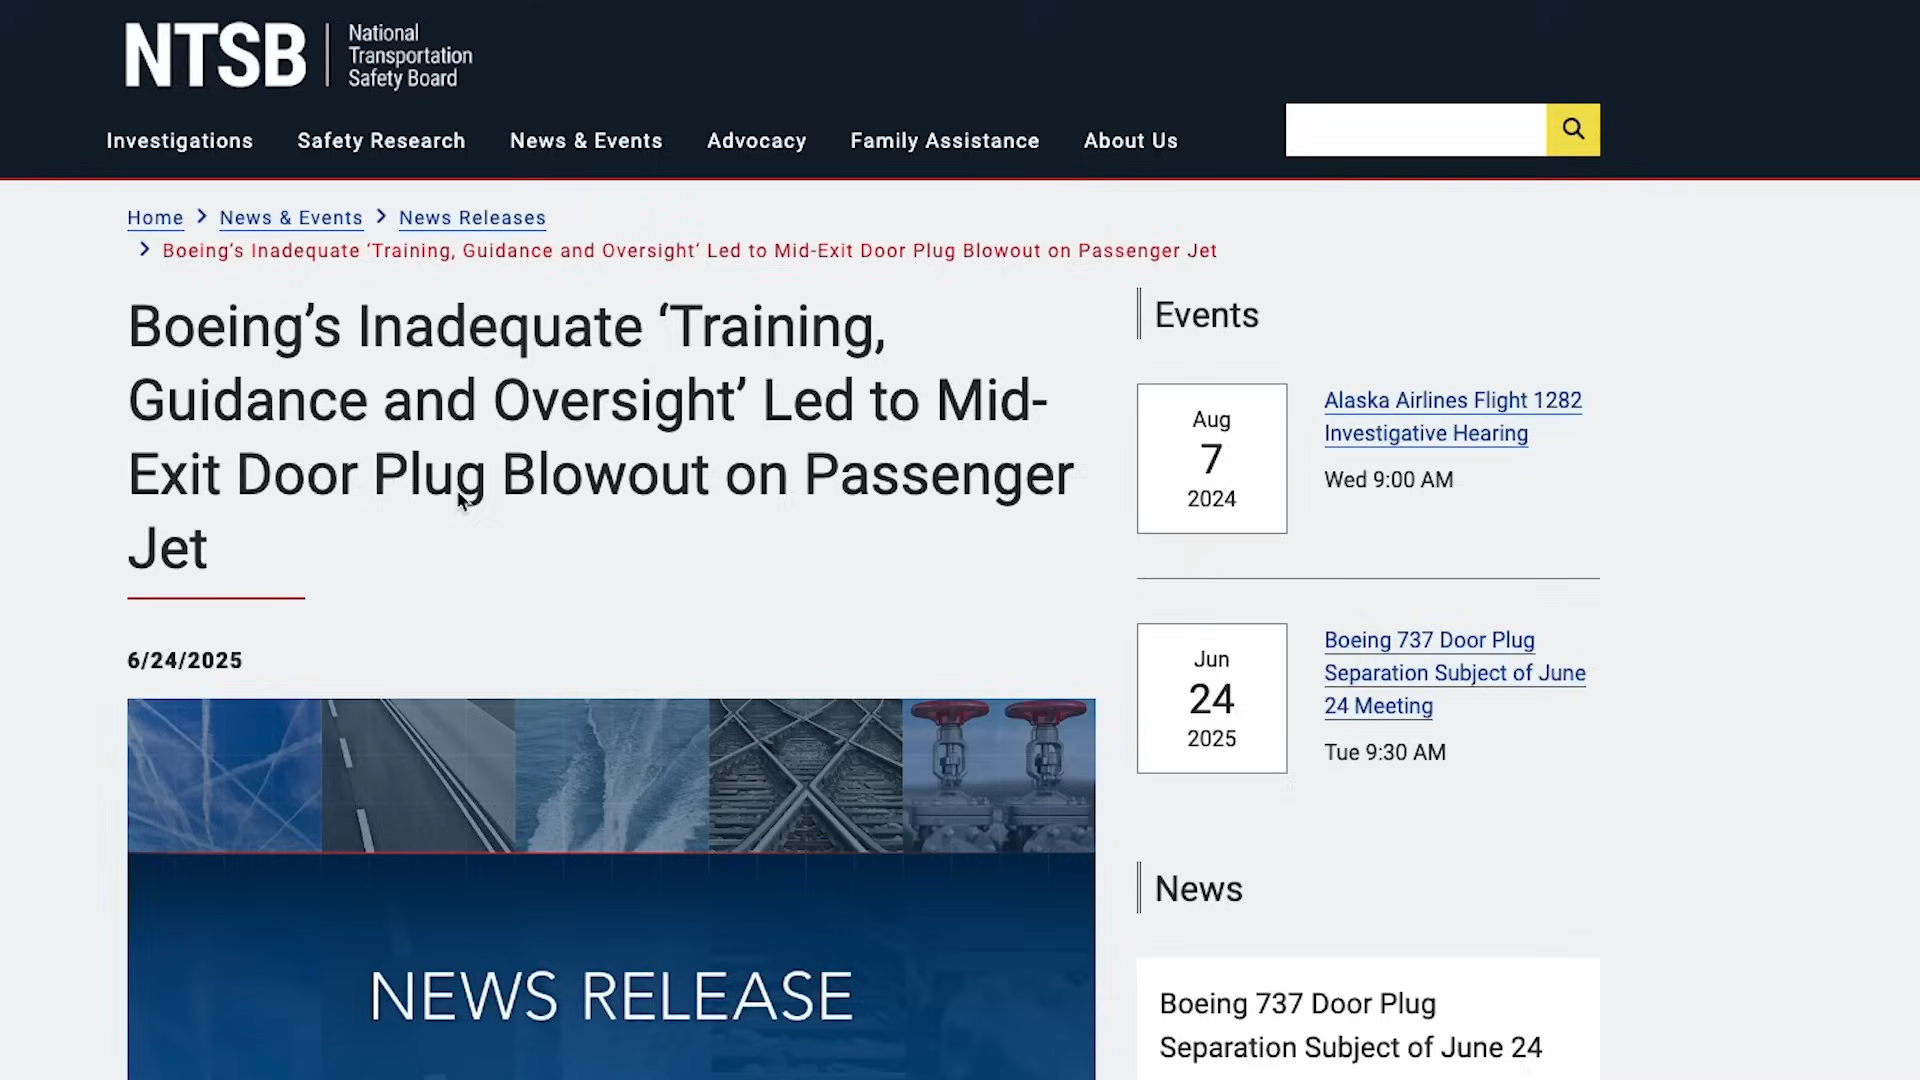 NTSB
National
Transportation
Safety Board
Investigations
Safety Research
News & Events
Advocacy
Family Assistance
About Us
Home
News & Events
News Releases
Boeing’s Inadequate ‘Training, Guidance and Oversight’ Led to Mid-Exit Door Plug Blowout on Passenger Jet
Boeing’s Inadequate ‘Training,
Guidance and Oversight’ Led to Mid-
Exit Door Plug Blowout on Passenger
Jet
6/24/2025
NEWS RELEASE
Events
Aug
7
2024
Alaska Airlines Flight 1282
Investigative Hearing
Wed 9:00 AM
Jun
24
2025
Boeing 737 Door Plug
Separation Subject of June
24 Meeting
Tue 9:30 AM
News
Boeing 737 Door Plug
Separation Subject of June 24